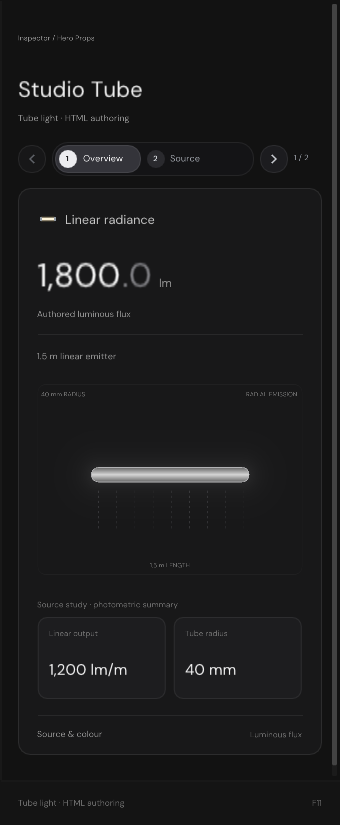 Inspector / Hero Props
Studio Tube
Tube light · HTML authoring
1 Overview 2 Source 1 / 2
Linear radiance
1,800.0 lm
Authored luminous flux
1.5 m linear emitter
40 mm RADIUS RADIAL EMISSION
1.5 m LENGTH
Source study · photometric summary
Linear output Tube radius
1,200 lm/m 40 mm
Source & colour Luminous flux
Tube light · HTML authoring F11